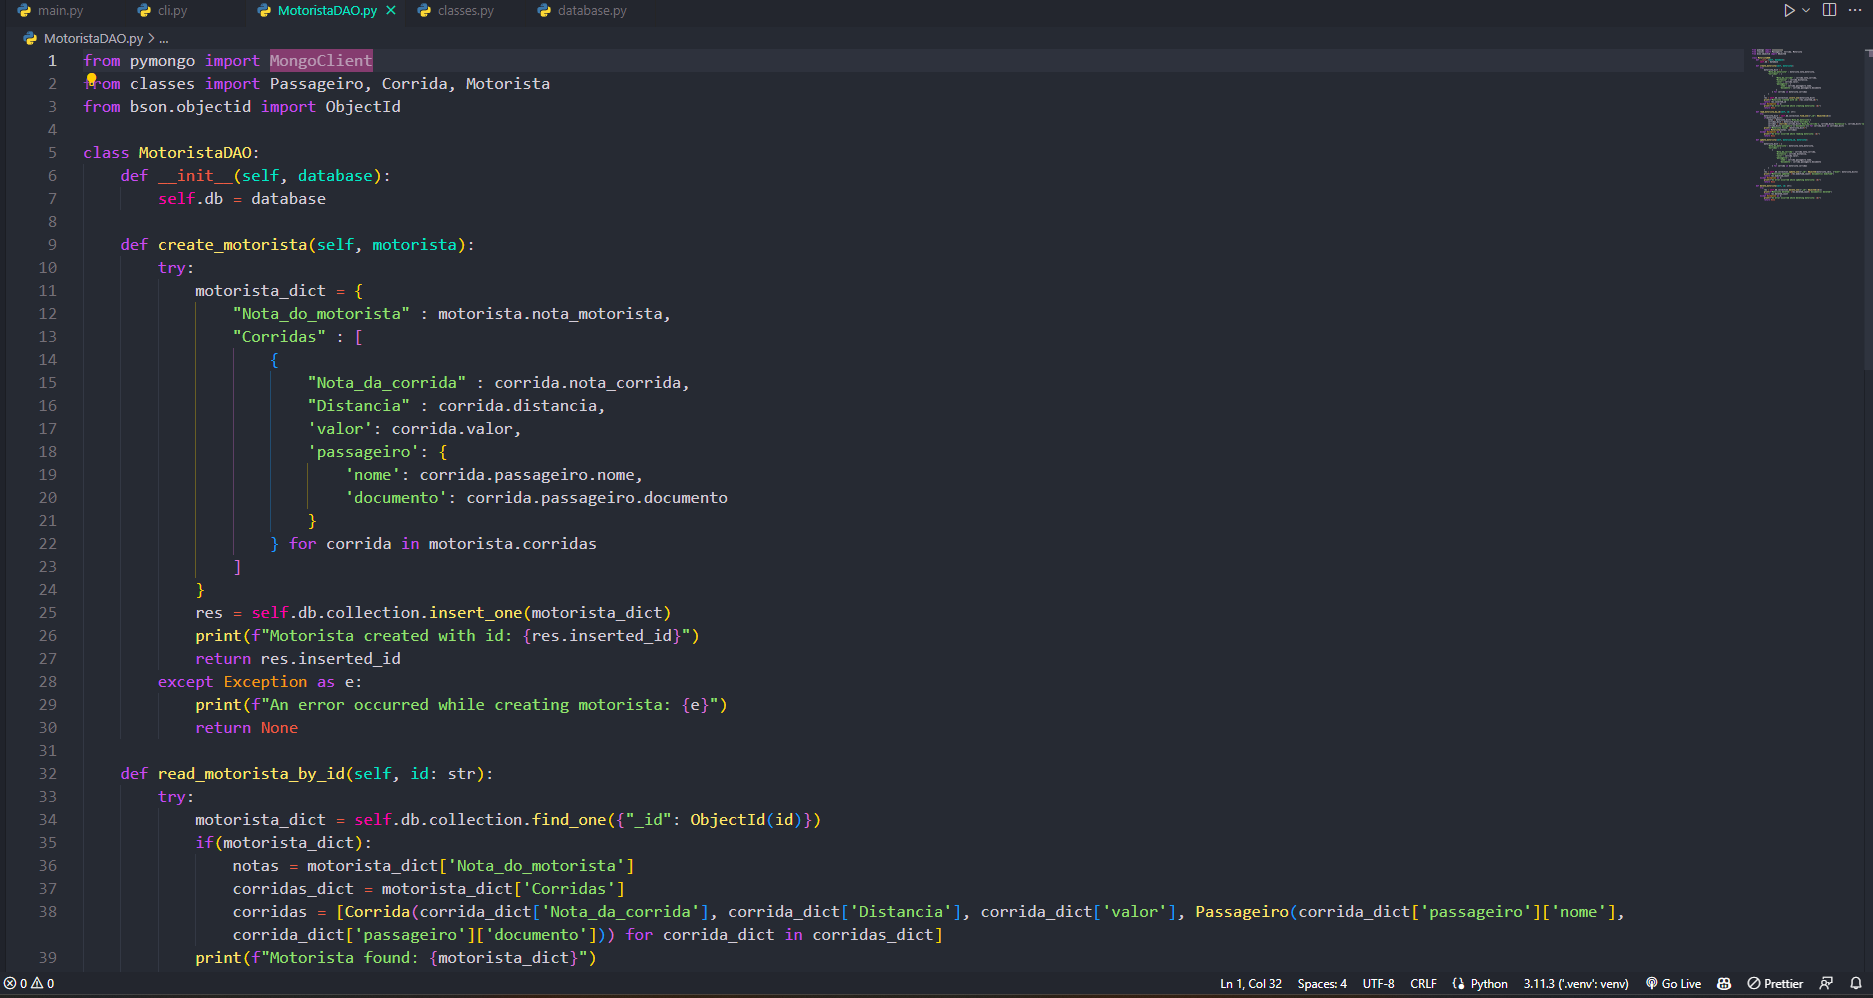 main.py cli.py MotoristaDAO.py classes.py database.py
MotoristaDAO.py > ...
1 from pymongo import MongoClient
2 from classes import Passageiro, Corrida, Motorista
3 from bson.objectid import ObjectId
4
5 class MotoristaDAO:
6 def __init__(self, database):
7 self.db = database
8
9 def create_motorista(self, motorista):
10 try:
11 motorista_dict = {
12 "Nota_do_motorista" : motorista.nota_motorista,
13 "Corridas" : [
14 {
15 "Nota_da_corrida" : corrida.nota_corrida,
16 "Distancia" : corrida.distancia,
17 'valor': corrida.valor,
18 'passageiro': {
19 'nome': corrida.passageiro.nome,
20 'documento': corrida.passageiro.documento
21 }
22 } for corrida in motorista.corridas
23 ]
24 }
25 res = self.db.collection.insert_one(motorista_dict)
26 print(f"Motorista created with id: {res.inserted_id}")
27 return res.inserted_id
28 except Exception as e:
29 print(f"An error occurred while creating motorista: {e}")
30 return None
31
32 def read_motorista_by_id(self, id: str):
33 try:
34 motorista_dict = self.db.collection.find_one({"_id": ObjectId(id)})
35 if(motorista_dict):
36 notas = motorista_dict['Nota_do_motorista']
37 corridas_dict = motorista_dict['Corridas']
38 corridas = [Corrida(corrida_dict['Nota_da_corrida'], corrida_dict['Distancia'], corrida_dict['valor'], Passageiro(corrida_dict['passageiro']['nome'],
corrida_dict['passageiro']['documento'])) for corrida_dict in corridas_dict]
39 print(f"Motorista found: {motorista_dict}")
0 0 Ln 1, Col 32 Spaces: 4 UTF-8 CRLF Python 3.11.3 ('.venv': venv) Go Live Prettier